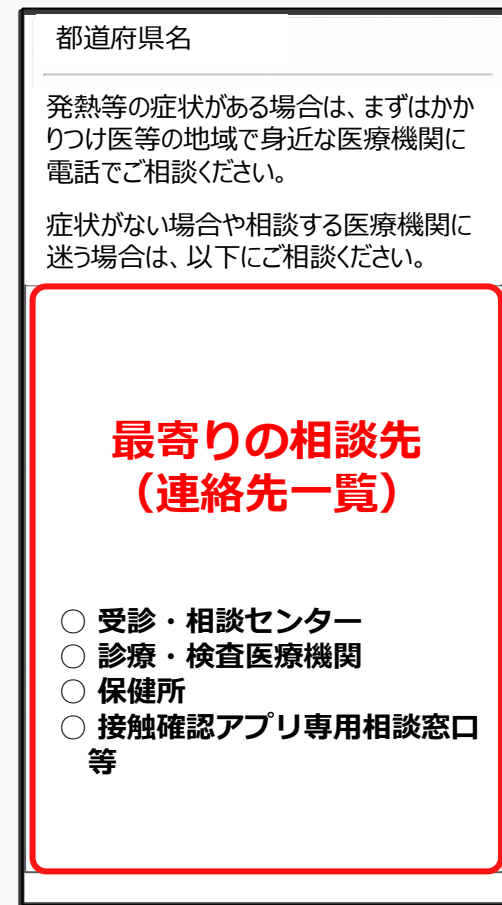 都道府県名
発熱等の症状がある場合は、まずはかか
りつけ医等の地域で身近な医療機関に
電話でご相談ください。
症状がない場合や相談する医療機関に
迷う場合は、以下にご相談ください。
最寄りの相談先
（連絡先一覧）
○ 受診・相談センター
○ 診療・検査医療機関
○ 保健所
○ 接触確認アプリ専用相談窓口
等